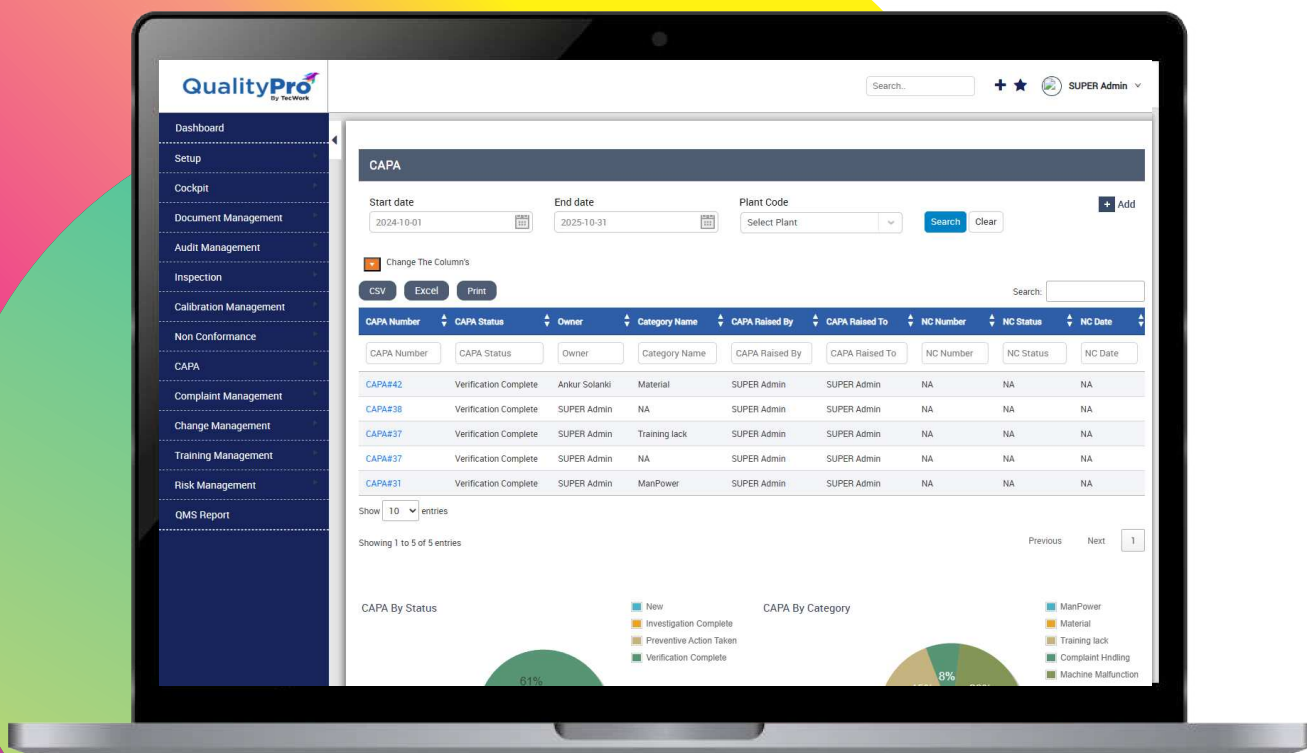 QualityPro
By TecWork
Search..
SUPER Admin
Dashboard
Setup
Cockpit
Document Management
Audit Management
Inspection
Calibration Management
Non Conformance
CAPA
Complaint Management
Change Management
Training Management
Risk Management
QMS Report
CAPA
Start date End date Plant Code
2024-10-01 2025-10-31 Select Plant Search Clear + Add
Change The Column's
CSV Excel Print Search:
CAPA Number CAPA Status Owner Category Name CAPA Raised By CAPA Raised To NC Number NC Status NC Date
CAPA Number CAPA Status Owner Category Name CAPA Raised By CAPA Raised To NC Number NC Status NC Date
CAPA#42 Verification Complete Ankur Solanki Material SUPER Admin SUPER Admin NA NA NA
CAPA#38 Verification Complete SUPER Admin NA SUPER Admin SUPER Admin NA NA NA
CAPA#37 Verification Complete SUPER Admin Training lack SUPER Admin SUPER Admin NA NA NA
CAPA#37 Verification Complete SUPER Admin NA SUPER Admin SUPER Admin NA NA NA
CAPA#31 Verification Complete SUPER Admin ManPower SUPER Admin SUPER Admin NA NA NA
Show 10 entries
Showing 1 to 5 of 5 entries Previous Next 1
CAPA By Status
New
Investigation Complete
Preventive Action Taken
Verification Complete
61%
CAPA By Category
ManPower
Material
Training lack
Complaint Hndling
Machine Malfunction
8%